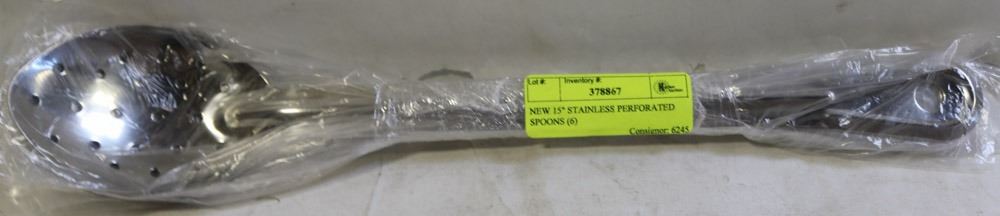 Lot #: Inventory #:
378867
NEW 15" STAINLESS PERFORATED
SPOONS (6)
Consignor: 6245